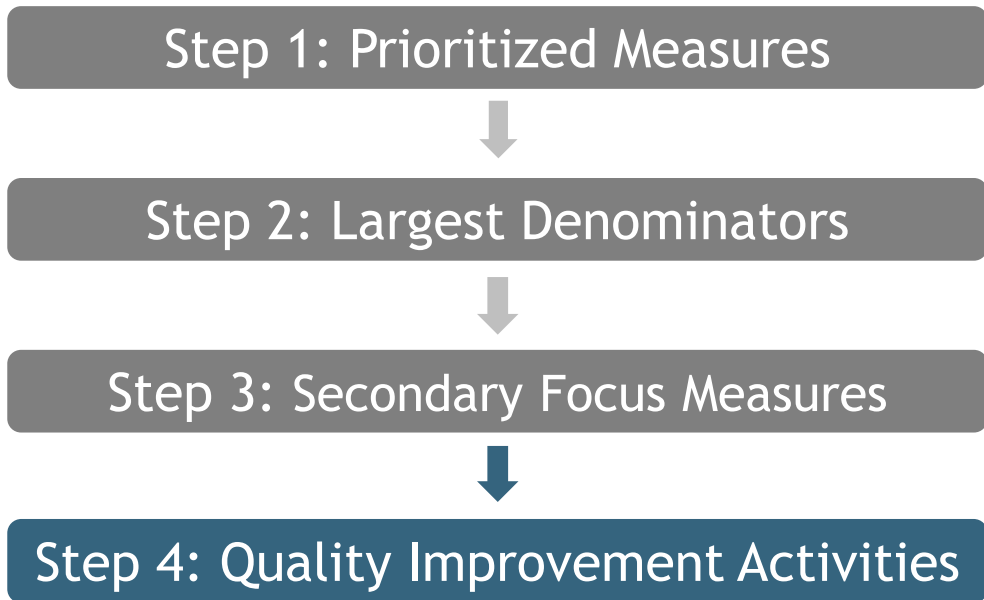 Step 1: Prioritized Measures
Step 2: Largest Denominators
Step 3: Secondary Focus Measures
Step 4: Quality Improvement Activities